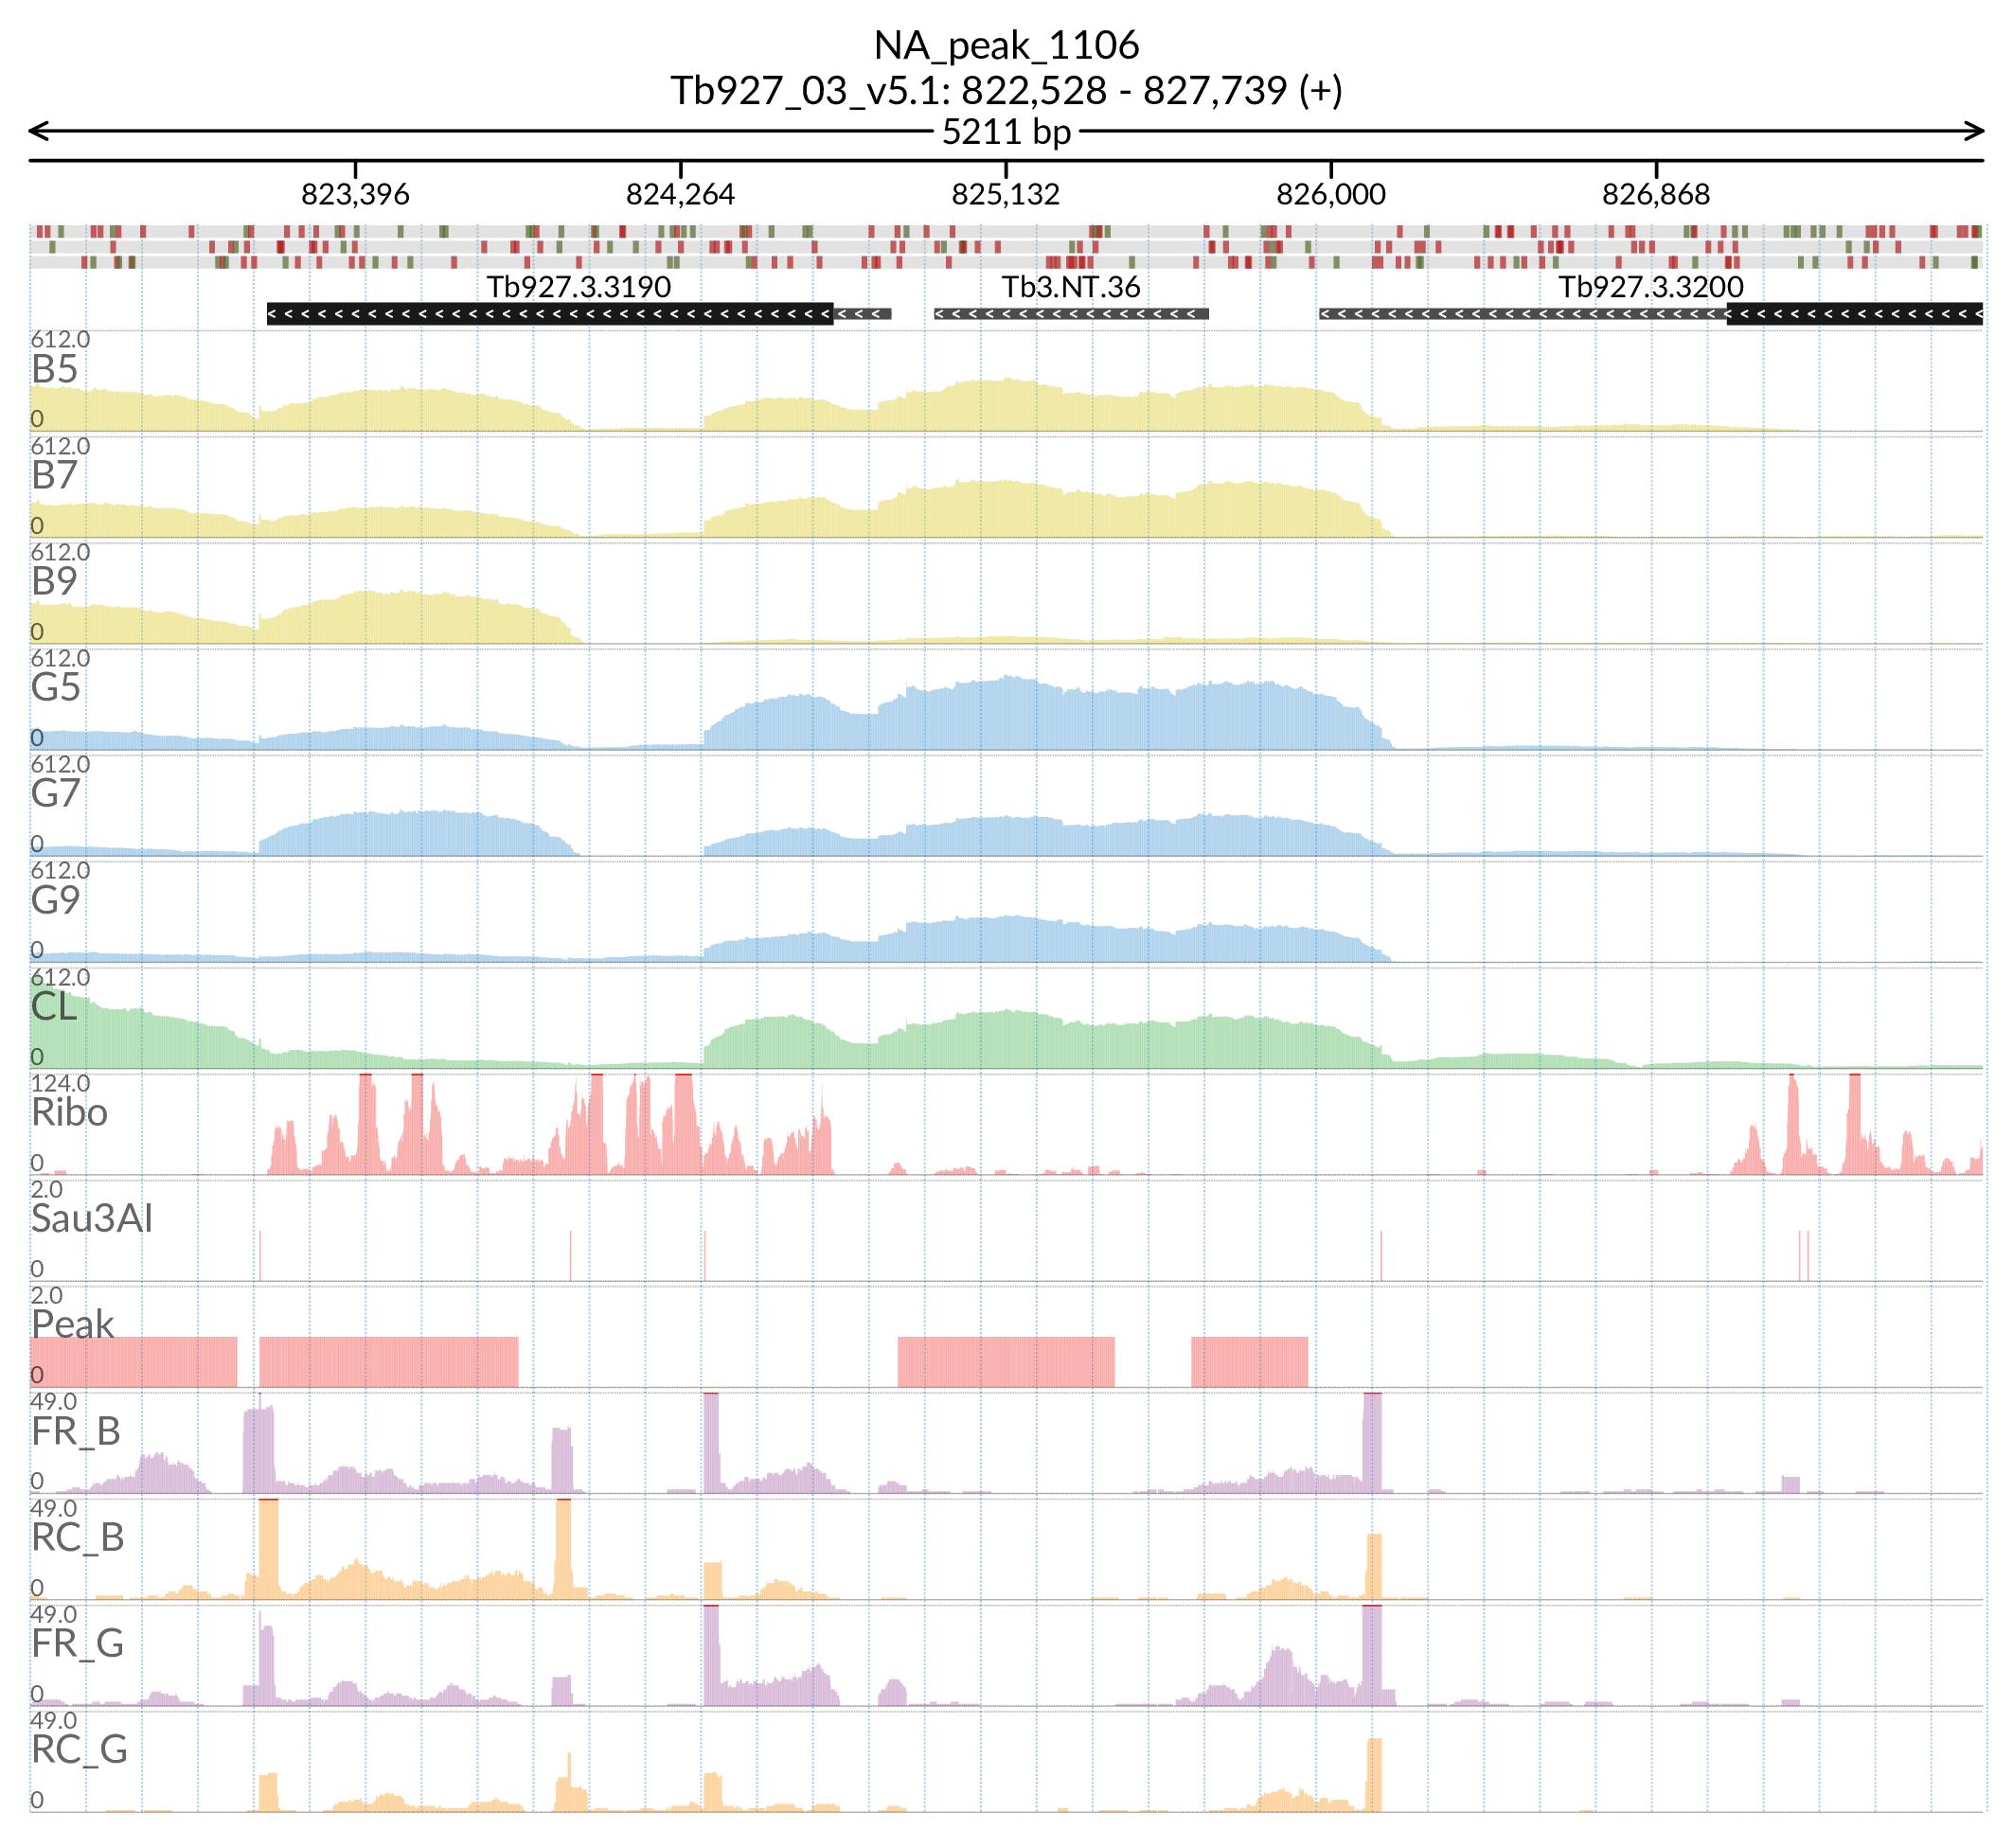 NA_peak_1106
Tb927_03_v5.1: 822,528 - 827,739 (+)
5211 bp
823,396 824,264 825,132 826,000 826,868
Tb927.3.3190 Tb3.NT.36 Tb927.3.3200
612.0
B5
0
612.0
B7
0
612.0
B9
0
612.0
G5
0
612.0
G7
0
612.0
G9
0
612.0
CL
0
124.0
Ribo
0
2.0
Sau3AI
0
2.0
Peak
0
49.0
FR_B
0
49.0
RC_B
0
49.0
FR_G
0
49.0
RC_G
0